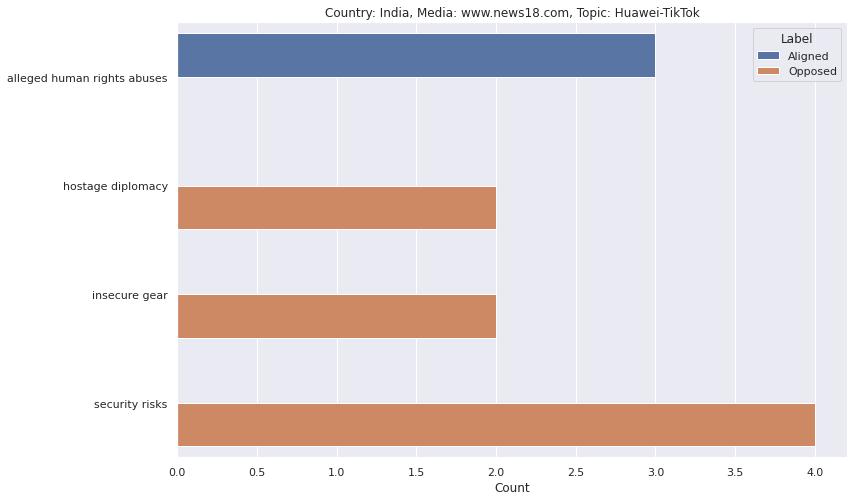 Country: India, Media: www.news18.com, Topic: Huawei-TikTok
Label
Aligned
Opposed
alleged human rights abuses
hostage diplomacy
insecure gear
security risks
0.0 0.5 1.0 1.5 2.0 2.5 3.0 3.5 4.0
Count